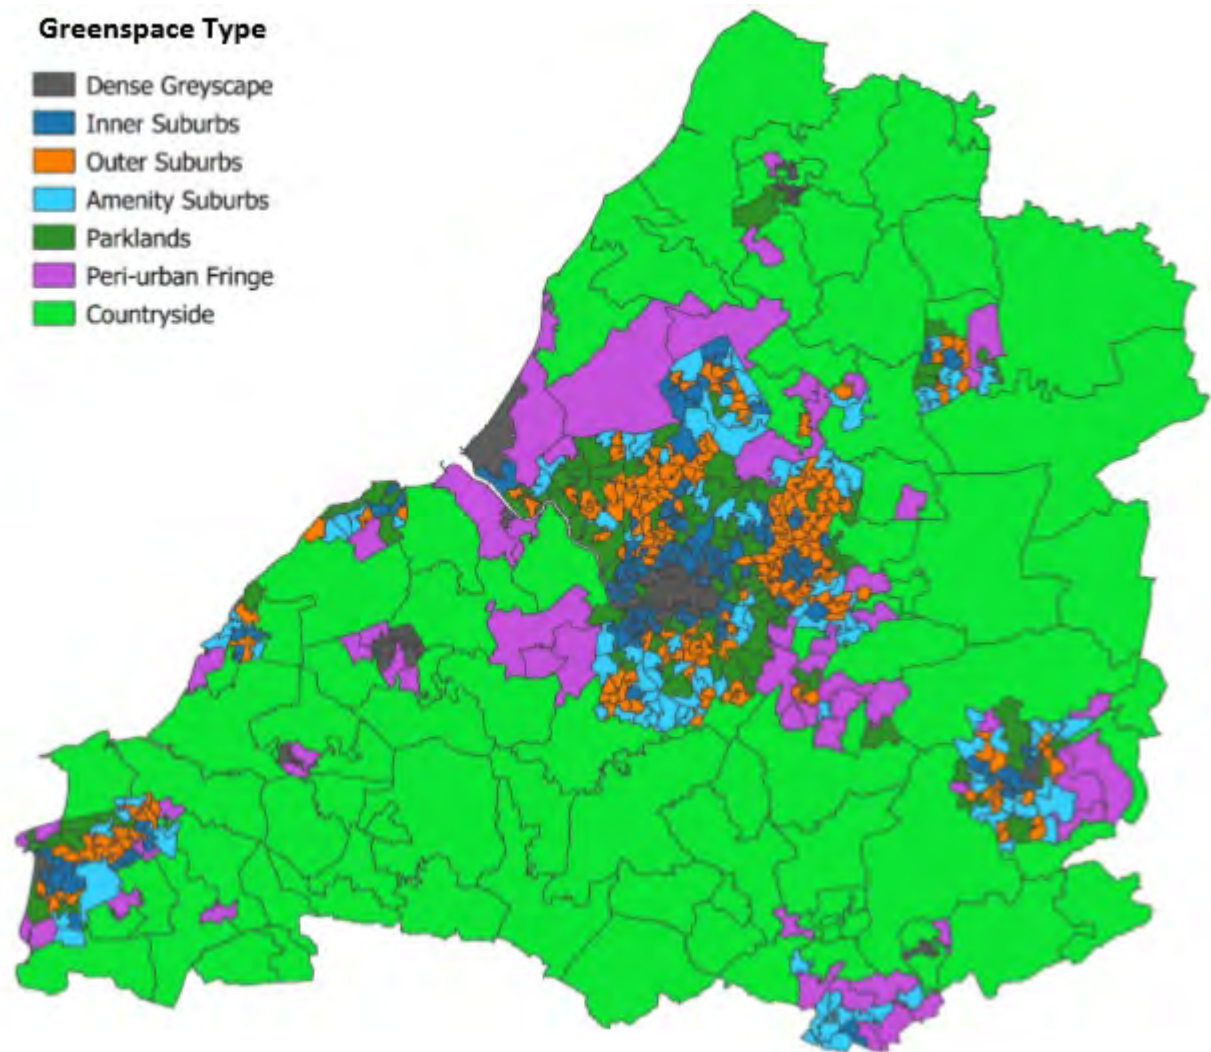 Greenspace Type
Dense Greyscape
Inner Suburbs
Outer Suburbs
Amenity Suburbs
Parklands
Peri-urban Fringe
Countryside